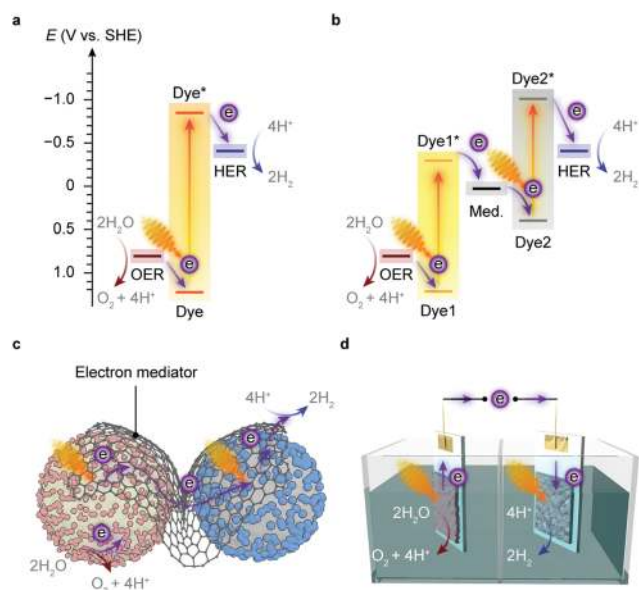 a
E (V vs. SHE)
−1.0
−0.5
0
0.5
1.0
Dye*
e
4H⁺
HER
2H₂
2H₂O
OER
e
O₂ + 4H⁺
Dye
b
Dye2*
e
4H⁺
Dye1*
e
HER
2H₂
e
Med.
Dye2
2H₂O
OER
e
O₂ + 4H⁺
Dye1
c
Electron mediator
4H⁺
2H₂
e
e
e
e
2H₂O
O₂ + 4H⁺
d
e
e
e
2H₂O
4H⁺
O₂ + 4H⁺
2H₂